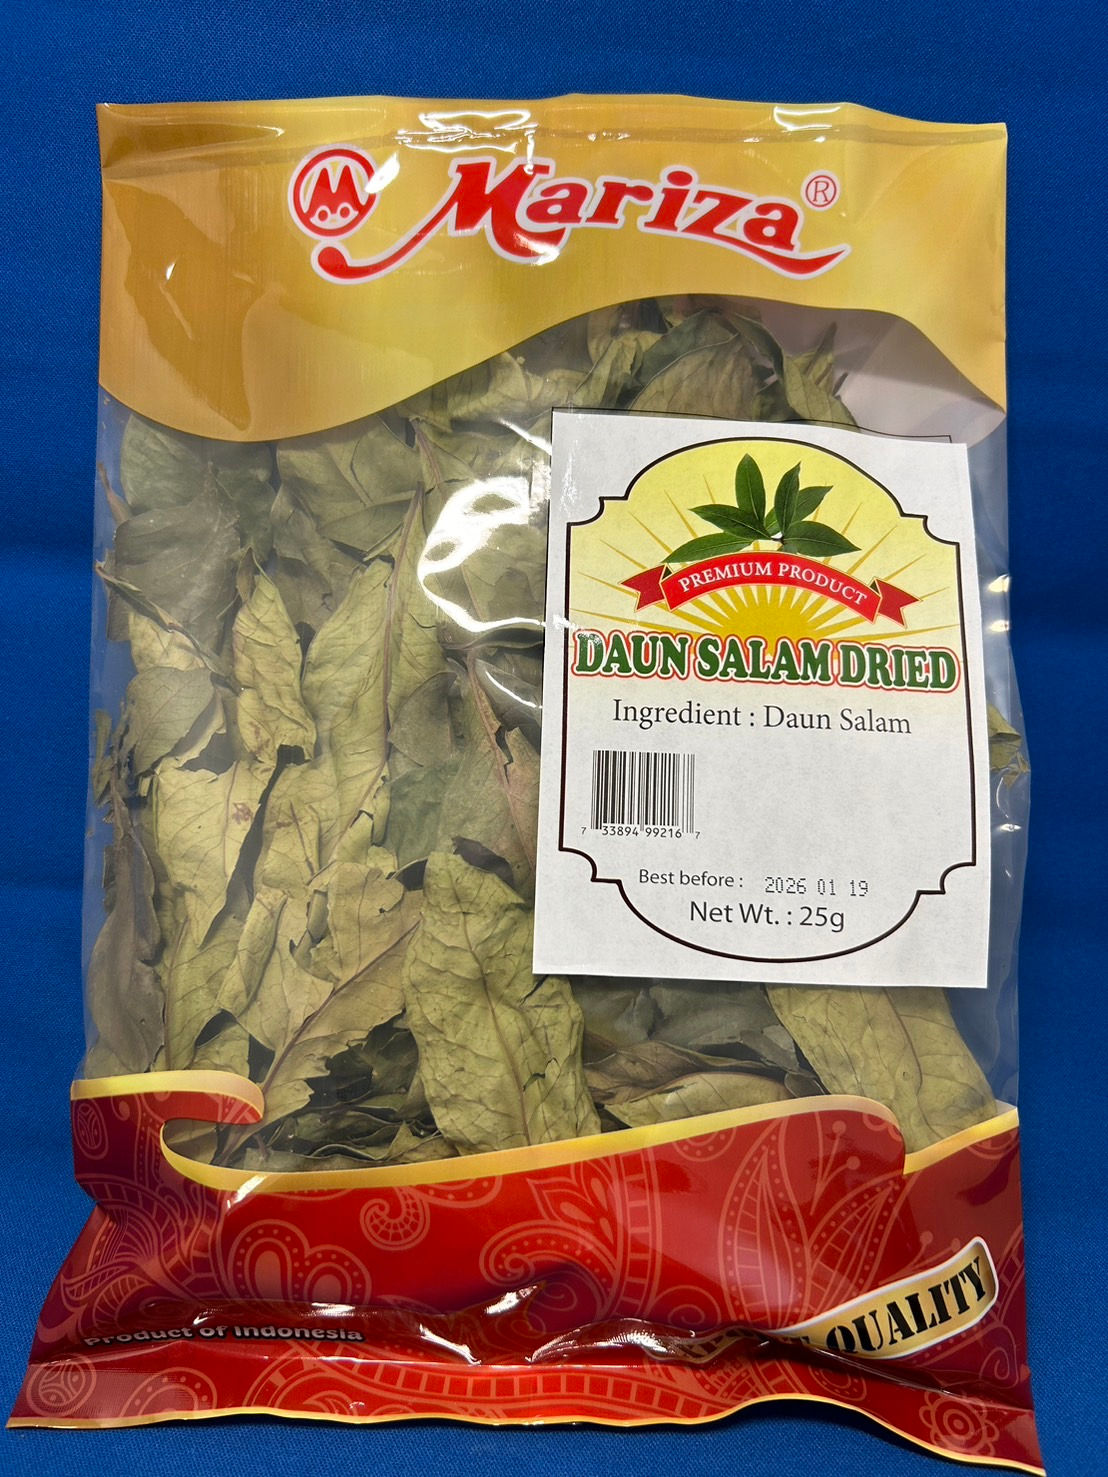 M Mariza®
PREMIUM PRODUCT
DAUN SALAM DRIED
Ingredient : Daun Salam
7 33894 99216 7
Best before : 2026 01 19
Net Wt. : 25g
QUALITY
Product of Indonesia